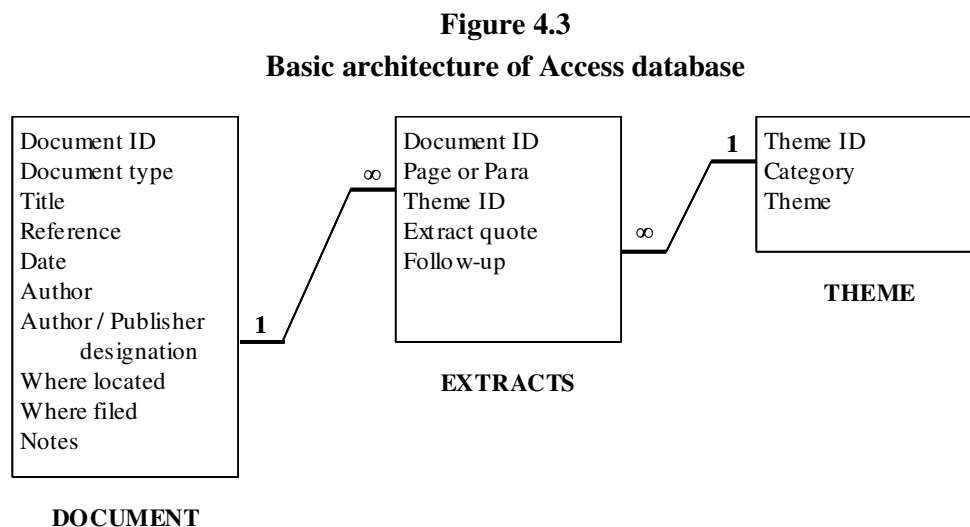 Figure 4.3
Basic architecture of Access database
Document ID
Document type
Title
Reference
Date
Author
Author / Publisher
designation
Where located
Where filed
Notes
1
DOCUMENT
∞
Document ID
Page or Para
Theme ID
Extract quote
Follow-up
∞
EXTRACTS
1
Theme ID
Category
Theme
THEME